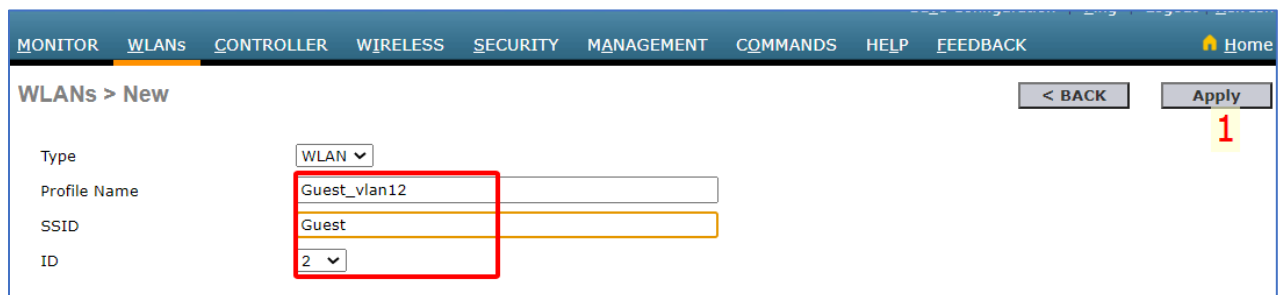 MONITOR WLANs CONTROLLER WIRELESS SECURITY MANAGEMENT COMMANDS HELP FEEDBACK Home
WLANs > New < BACK Apply
1
Type WLAN
Profile Name Guest_vlan12
SSID Guest
ID 2